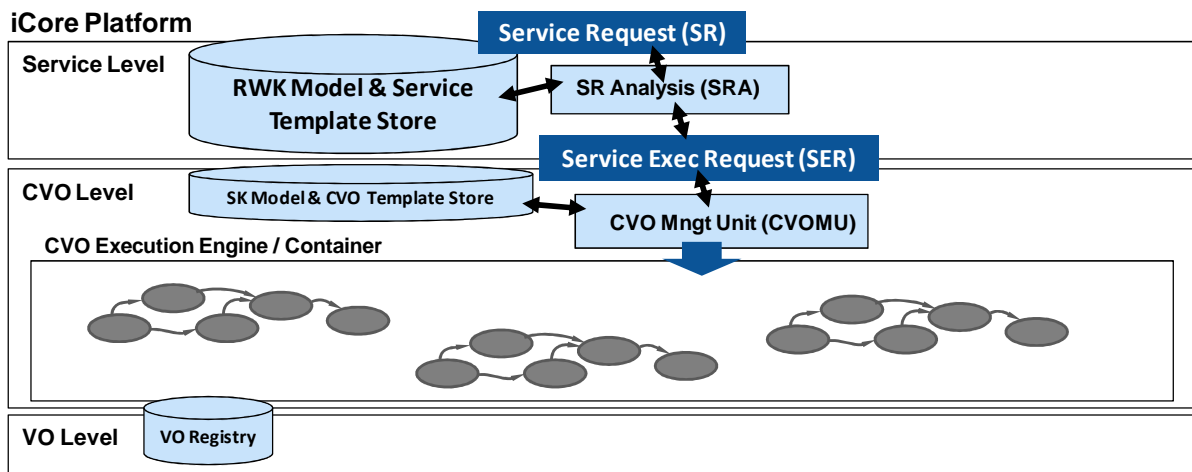 iCore Platform
Service Request (SR)
Service Level
RWK Model & Service
Template Store
SR Analysis (SRA)
Service Exec Request (SER)
CVO Level
SK Model & CVO Template Store
CVO Mngt Unit (CVOMU)
CVO Execution Engine / Container
VO Level
VO Registry